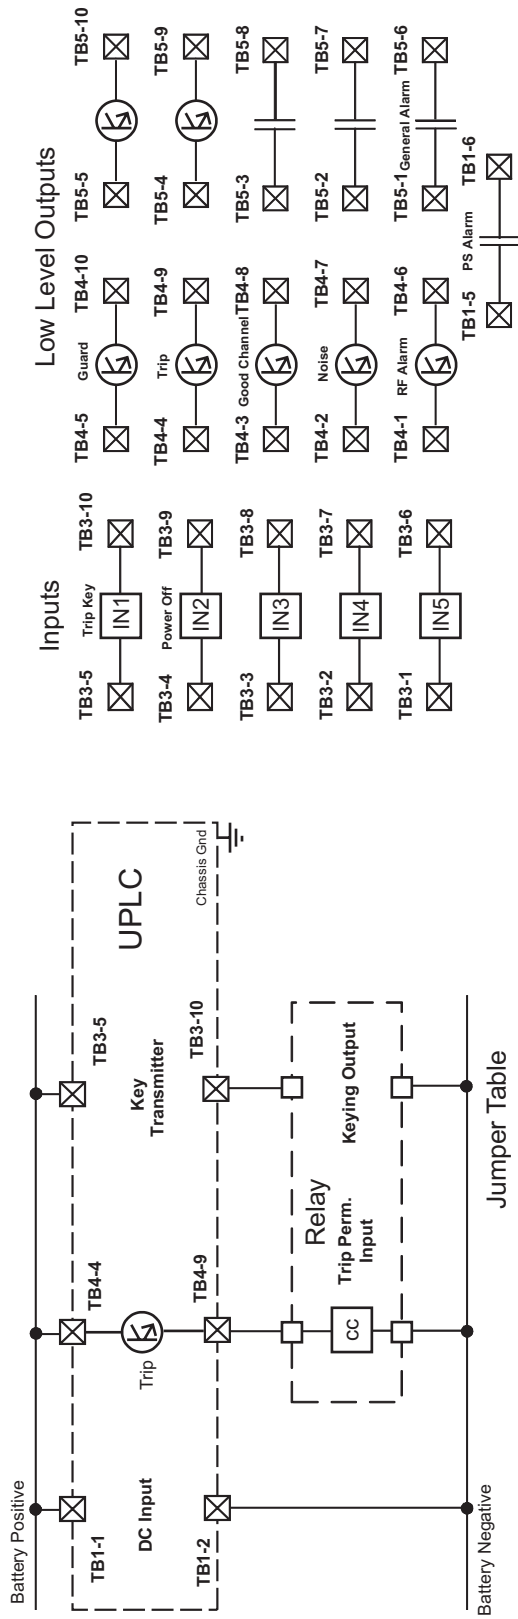 Battery Positive
TB1-1
TB4-4
TB3-5
DC Input
Trip
Key
Transmitter
UPLC
TB1-2
TB4-9
TB3-10
Chassis Gnd
Relay
Trip Perm.
Input
Keying Output
CC
Battery Negative
Jumper Table
Inputs
Trip Key
TB3-5
IN1
TB3-10
Power Off
TB3-4
IN2
TB3-9
TB3-3
IN3
TB3-8
TB3-2
IN4
TB3-7
TB3-1
IN5
TB3-6
Low Level Outputs
TB4-5
Guard
TB4-10
TB4-4
Trip
TB4-9
TB4-3
Good Channel
TB4-8
TB4-2
Noise
TB4-7
TB4-1
RF Alarm
TB4-6
TB5-5
TB5-10
TB5-4
TB5-9
TB5-3
TB5-8
TB5-2
TB5-7
TB5-1
General Alarm
TB5-6
TB1-5
PS Alarm
TB1-6